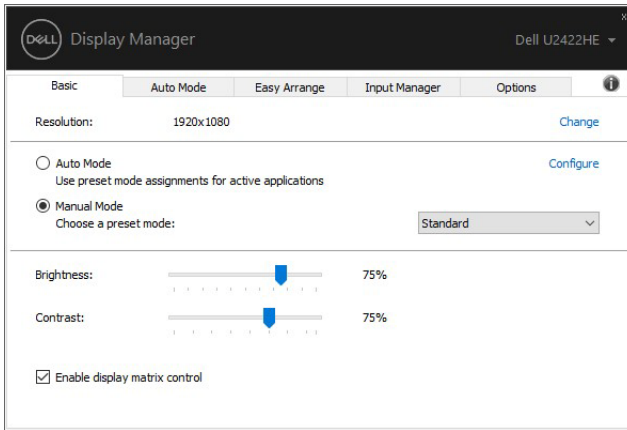 DELL Display Manager Dell U2422HE
Basic Auto Mode Easy Arrange Input Manager Options
Resolution: 1920x1080 Change
Auto Mode Configure
Use preset mode assignments for active applications
Manual Mode
Choose a preset mode: Standard
Brightness: 75%
Contrast: 75%
Enable display matrix control